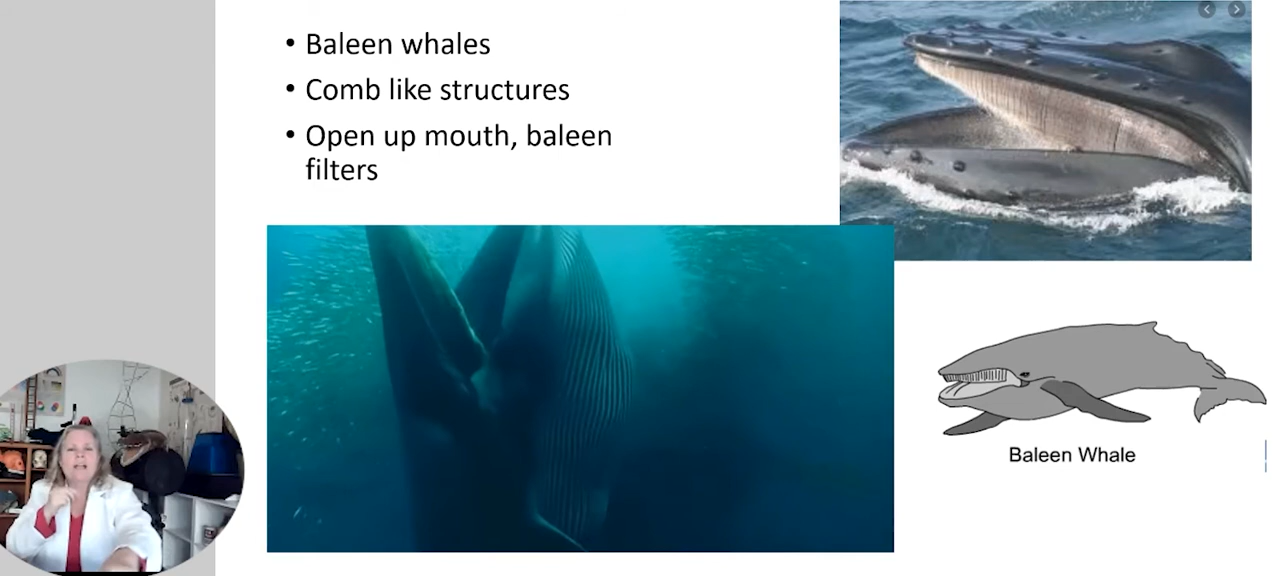 • Baleen whales
• Comb like structures
• Open up mouth, baleen
filters
Baleen Whale